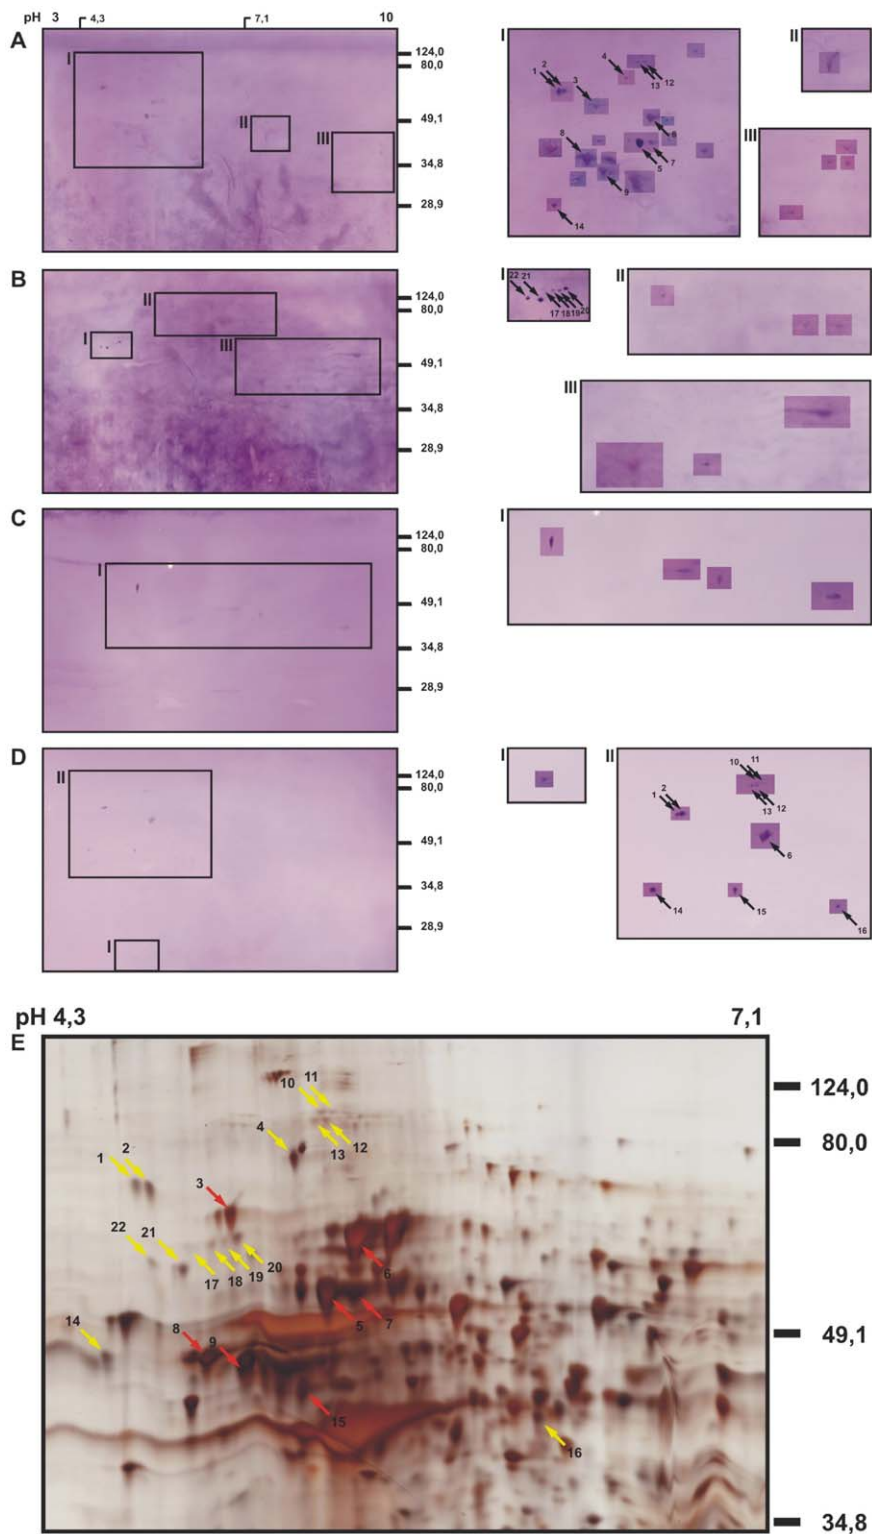 pH 3 4,3 7,1 10
A
I
II
III
124,0
80,0
49,1
34,8
28,9
I
1 2 3 4 12 13 8 6 7 5 9 14
II
III
B
I
II
III
124,0
80,0
49,1
34,8
28,9
I
22 21 17 18 19 20
II
III
C
I
124,0
80,0
49,1
34,8
28,9
I
D
II
I
124,0
80,0
49,1
34,8
28,9
I
II
10 11 1 2 12 13 6 14 15 16
pH 4,3 7,1
E
10 11
4
12
13
1 2
3
22 21
17 18 19 20
6
5 7
14
8 9
15
16
124,0
80,0
49,1
34,8